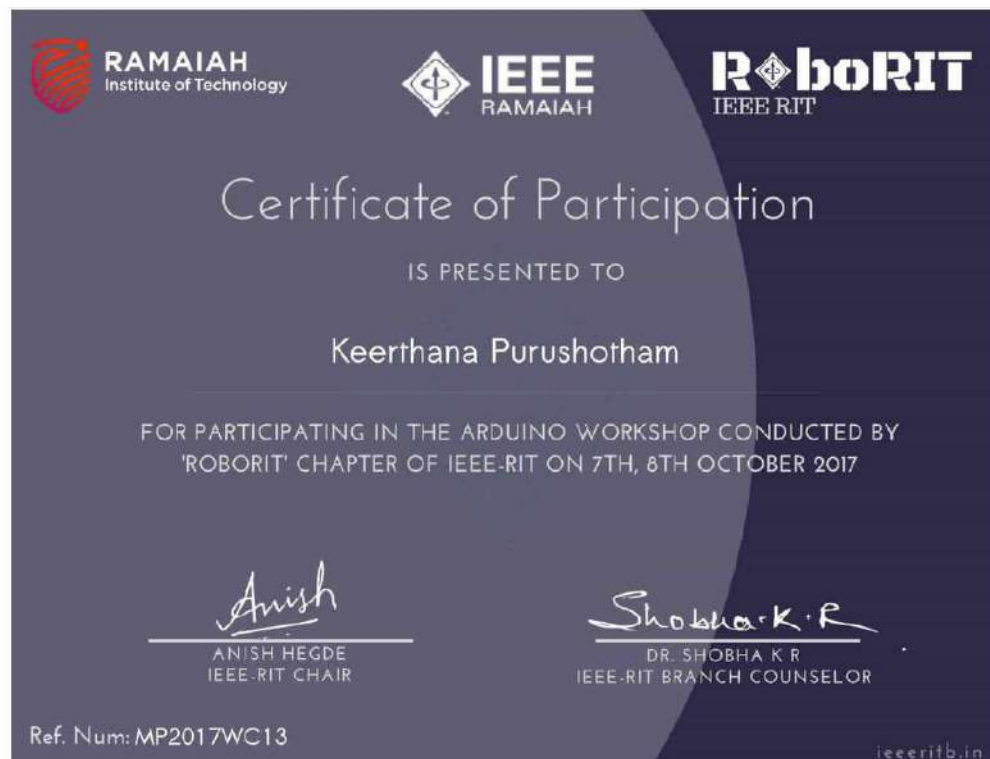 RAMAIAH
Institute of Technology
IEEE
RAMAIAH
RoboRIT
IEEE RIT
Certificate of Participation
IS PRESENTED TO
Keerthana Purushotham
FOR PARTICIPATING IN THE ARDUINO WORKSHOP CONDUCTED BY
'ROBORIT' CHAPTER OF IEEE-RIT ON 7TH, 8TH OCTOBER 2017
Anish
Shobha.K.R
ANISH HEGDE
IEEE-RIT CHAIR
DR. SHOBHA K R
IEEE-RIT BRANCH COUNSELOR
Ref. Num: MP2017WC13
ieeeritb.in